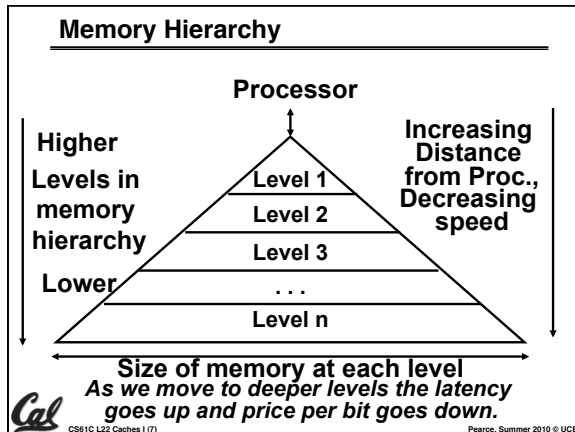 Memory Hierarchy
Processor
Higher
Levels in
memory
hierarchy
Lower
Increasing
Distance
from Proc.,
Decreasing
speed
Level 1
Level 2
Level 3
. . .
Level n
Size of memory at each level
As we move to deeper levels the latency
goes up and price per bit goes down.
Cal
CS61C L22 Caches I (7)
Pearce, Summer 2010 © UCB